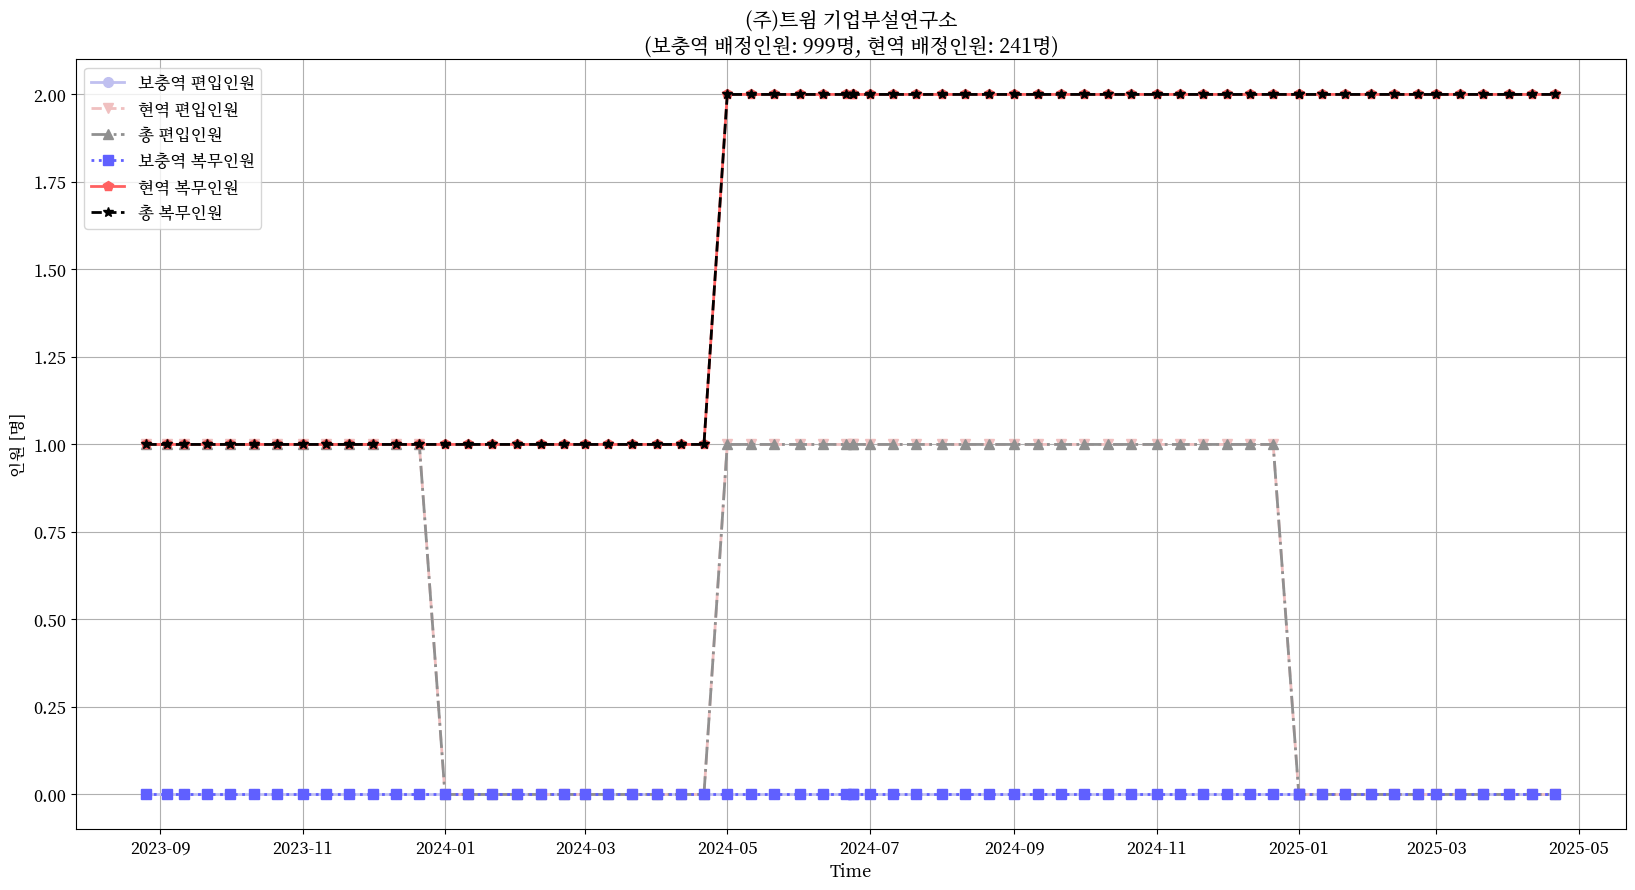 (주)트윔 기업부설연구소
(보충역 배정인원: 999명, 현역 배정인원: 241명)
보충역 편입인원
현역 편입인원
총 편입인원
보충역 복무인원
현역 복무인원
총 복무인원
인원 [명]
2.00
1.75
1.50
1.25
1.00
0.75
0.50
0.25
0.00
2023-09 2023-11 2024-01 2024-03 2024-05 2024-07 2024-09 2024-11 2025-01 2025-03 2025-05
Time